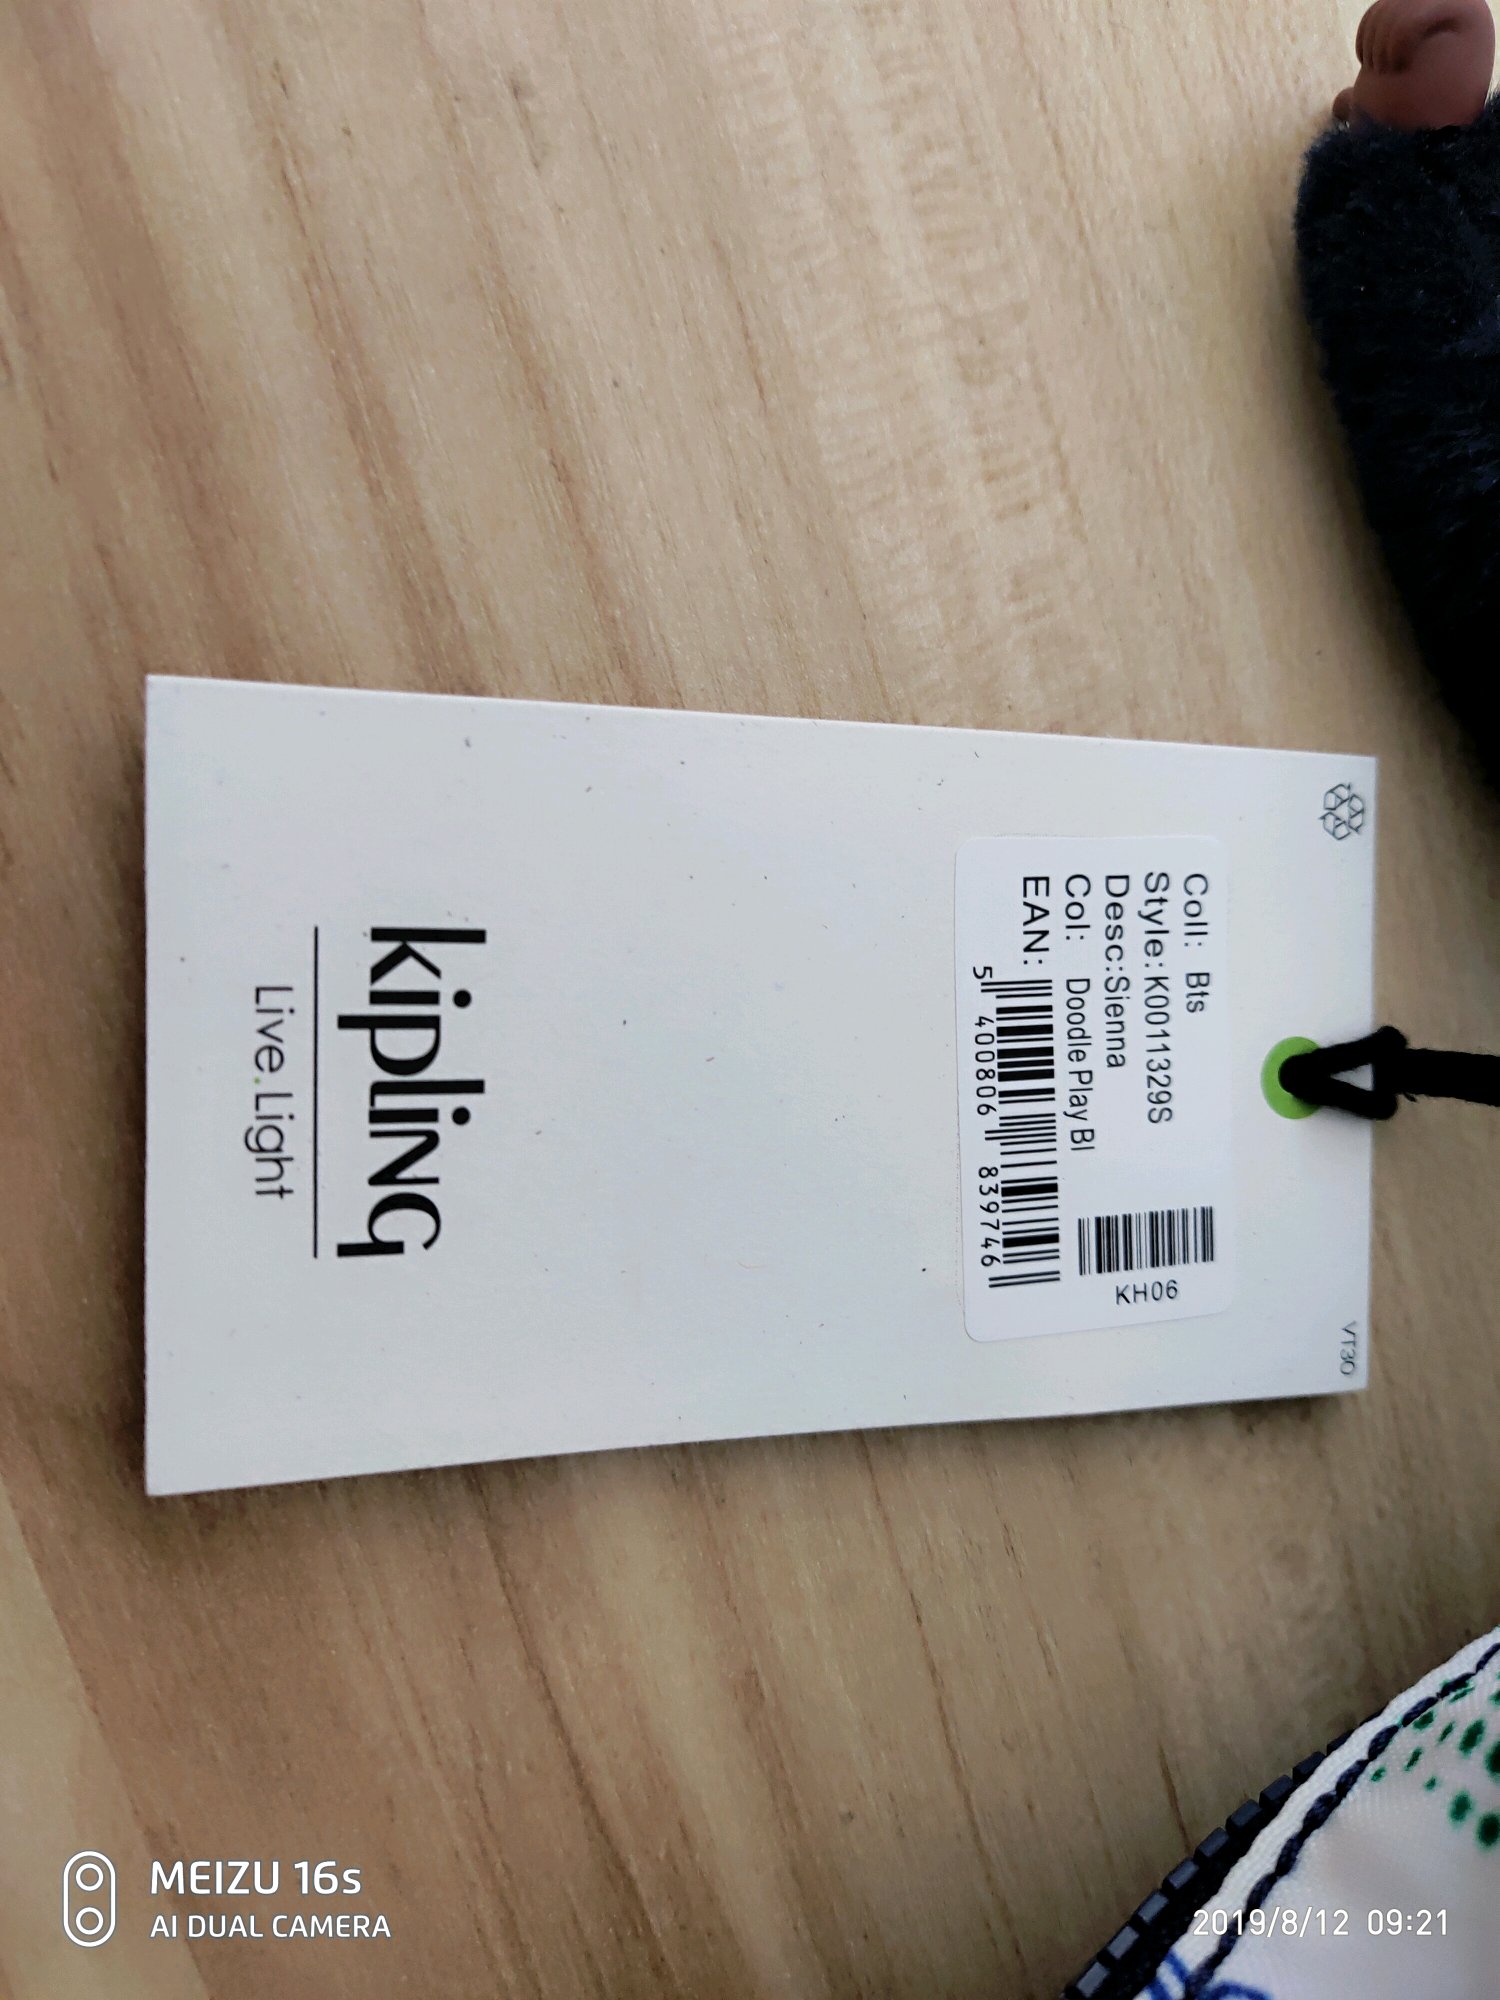 VT30
Coll: Bts
Style:K0011329S
Desc:Sienna
Col: Doodle Play Bl
EAN:
5 400806 839746
KH06
kipling
Live.Light
MEIZU 16s
AI DUAL CAMERA
2019/8/12 09:21